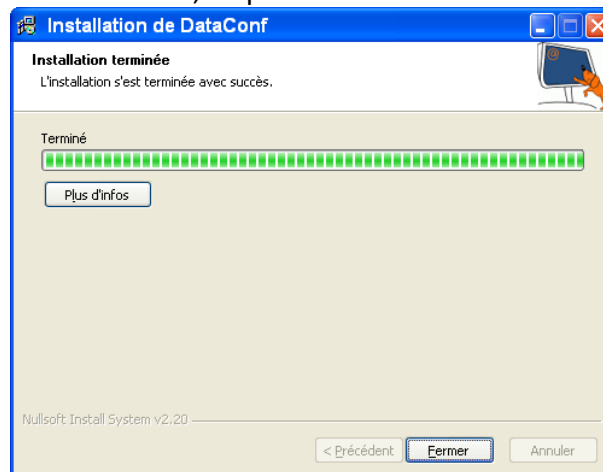 Installation de DataConf
Installation terminée
L'installation s'est terminée avec succès.
@
Terminé
Plus d'infos
Nullsoft Install System v2.20
< Précédent Fermer Annuler